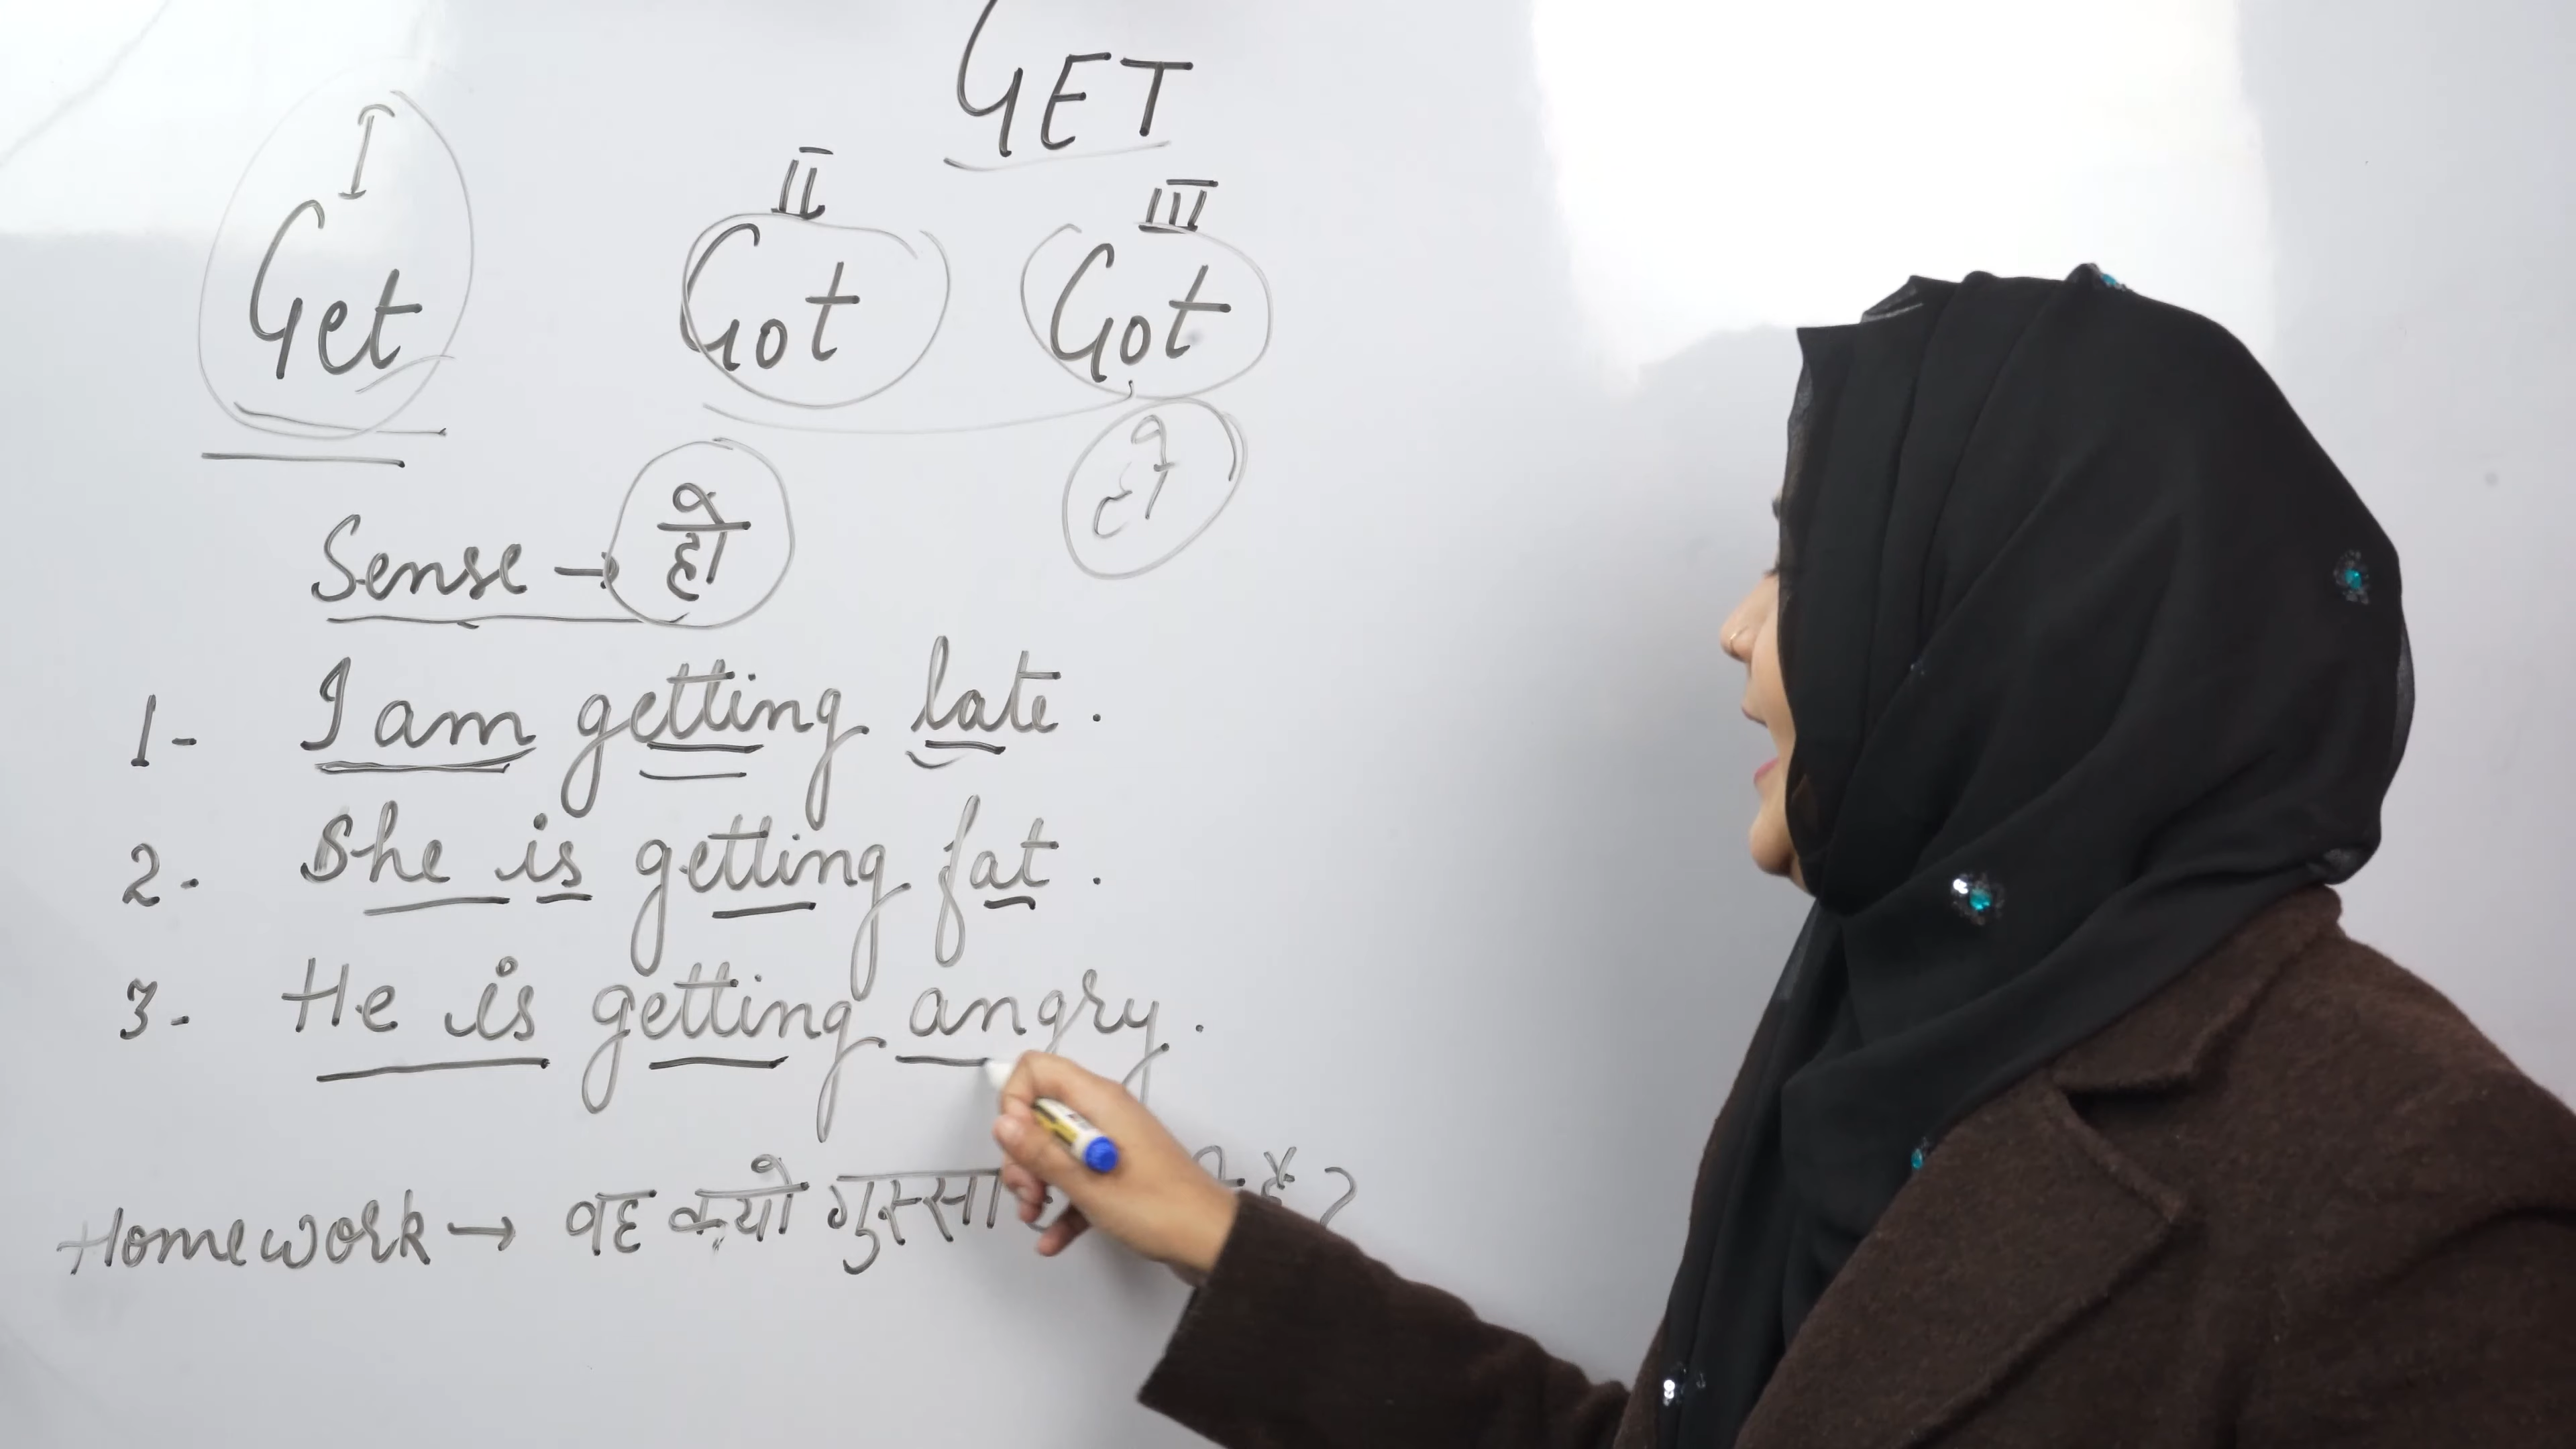 GET
I II III
Get Got Got
Sense → हो
हो
1- I am getting late.
2- She is getting fat.
3- He is getting angry.
Homework → वह क्यो गुस्सा है?